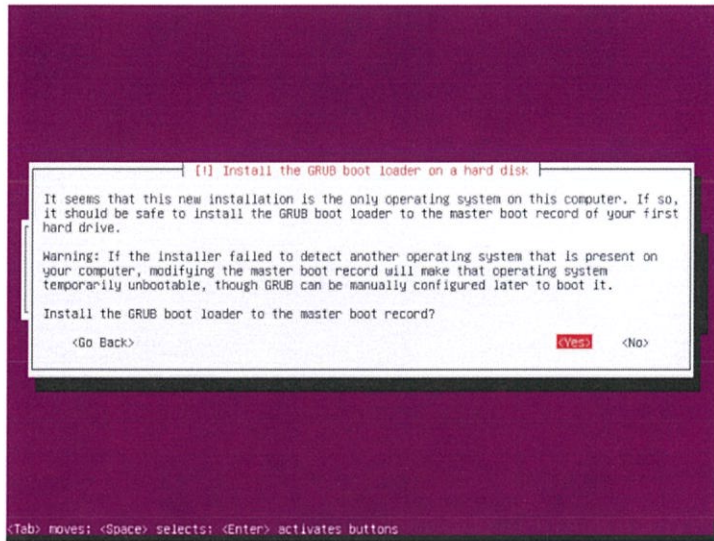 [!] Install the GRUB boot loader on a hard disk
It seems that this new installation is the only operating system on this computer. If so,
it should be safe to install the GRUB boot loader to the master boot record of your first
hard drive.
Warning: If the installer failed to detect another operating system that is present on
your computer, modifying the master boot record will make that operating system
temporarily unbootable, though GRUB can be manually configured later to boot it.
Install the GRUB boot loader to the master boot record?
<Go Back> <Yes> <No>
<Tab> moves; <Space> selects; <Enter> activates buttons